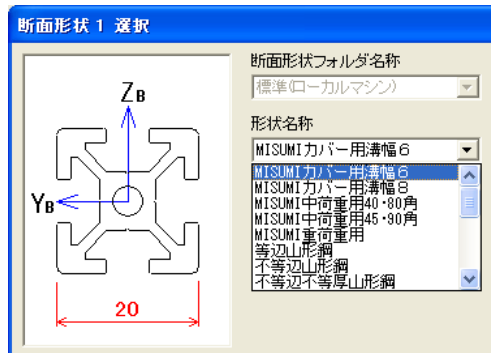 断面形状 1 選択
断面形状フォルダ名称
標準(ローカルマシン)
形状名称
MISUMIカバー用溝幅6
MISUMIカバー用溝幅6
MISUMIカバー用溝幅8
MISUMI中荷重用40・80角
MISUMI中荷重用45・90角
MISUMI重荷重用
等辺山形鋼
不等辺山形鋼
不等辺不等厚山形鋼
ZB
YB
20